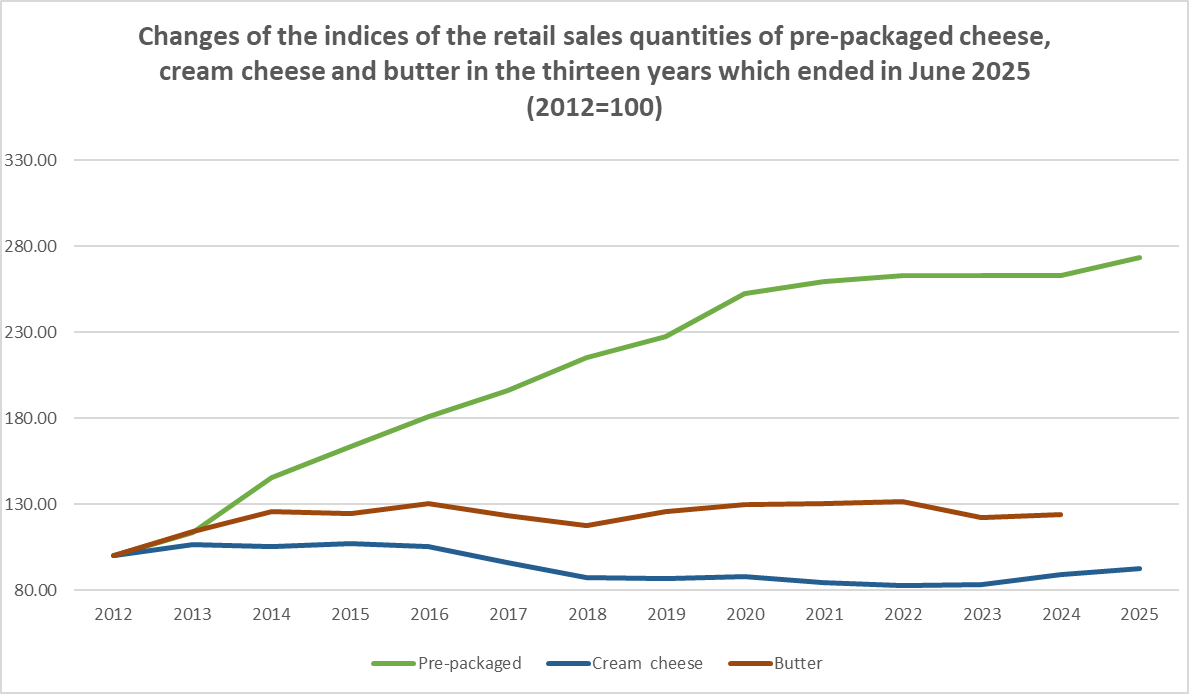 Changes of the indices of the retail sales quantities of pre-packaged cheese,
cream cheese and butter in the thirteen years which ended in June 2025
(2012=100)
330.00
280.00
230.00
180.00
130.00
80.00
2012 2013 2014 2015 2016 2017 2018 2019 2020 2021 2022 2023 2024 2025
Pre-packaged Cream cheese Butter